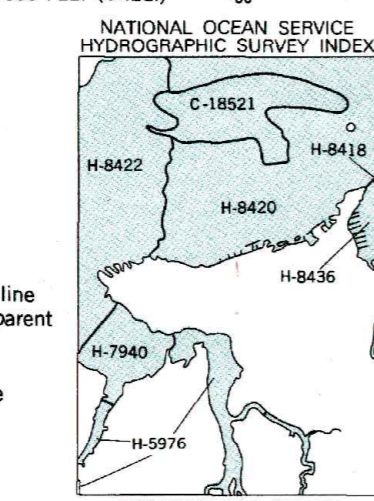 NATIONAL OCEAN SERVICE
HYDROGRAPHIC SURVEY INDEX
C-18521
H-8418
H-8422
H-8420
H-8436
line
parent
H-7940
e
H-5976